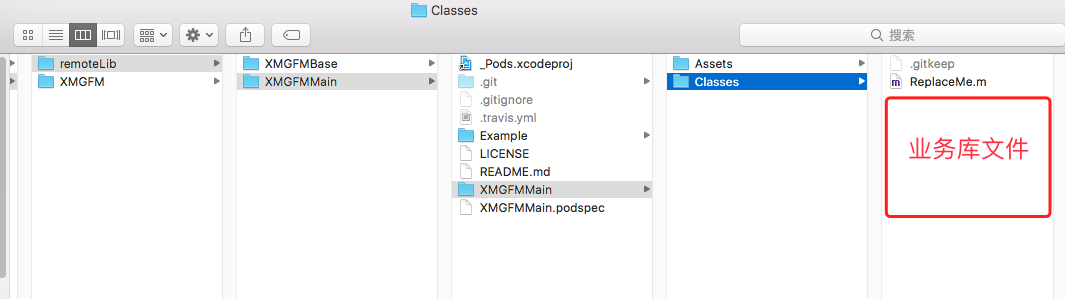 Classes
搜索
remoteLib
XMGFM
XMGFMBase
XMGFMMain
_Pods.xcodeproj
.git
.gitignore
.travis.yml
Example
LICENSE
README.md
XMGFMMain
XMGFMMain.podspec
Assets
Classes
.gitkeep
ReplaceMe.m
业务库文件